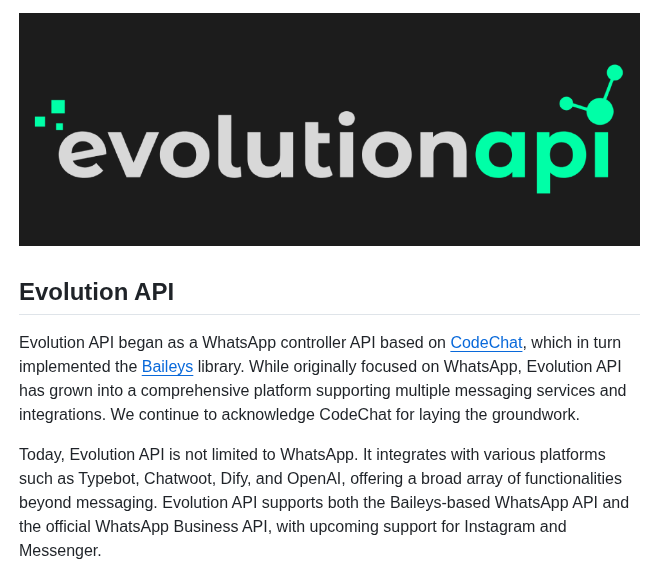 evolutionapi
Evolution API
Evolution API began as a WhatsApp controller API based on CodeChat, which in turn
implemented the Baileys library. While originally focused on WhatsApp, Evolution API
has grown into a comprehensive platform supporting multiple messaging services and
integrations. We continue to acknowledge CodeChat for laying the groundwork.
Today, Evolution API is not limited to WhatsApp. It integrates with various platforms
such as Typebot, Chatwoot, Dify, and OpenAI, offering a broad array of functionalities
beyond messaging. Evolution API supports both the Baileys-based WhatsApp API and
the official WhatsApp Business API, with upcoming support for Instagram and
Messenger.